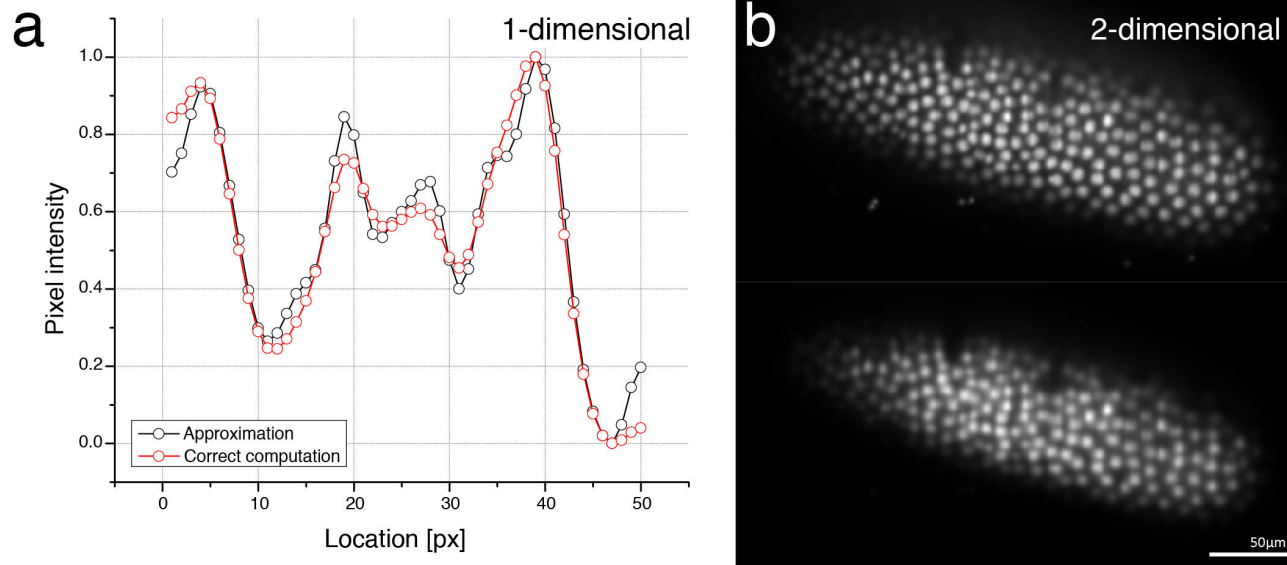 a
1-dimensional
1.0
0.8
0.6
0.4
0.2
0.0
Pixel intensity
Approximation
Correct computation
0
10
20
30
40
50
Location [px]
b
2-dimensional
50µm